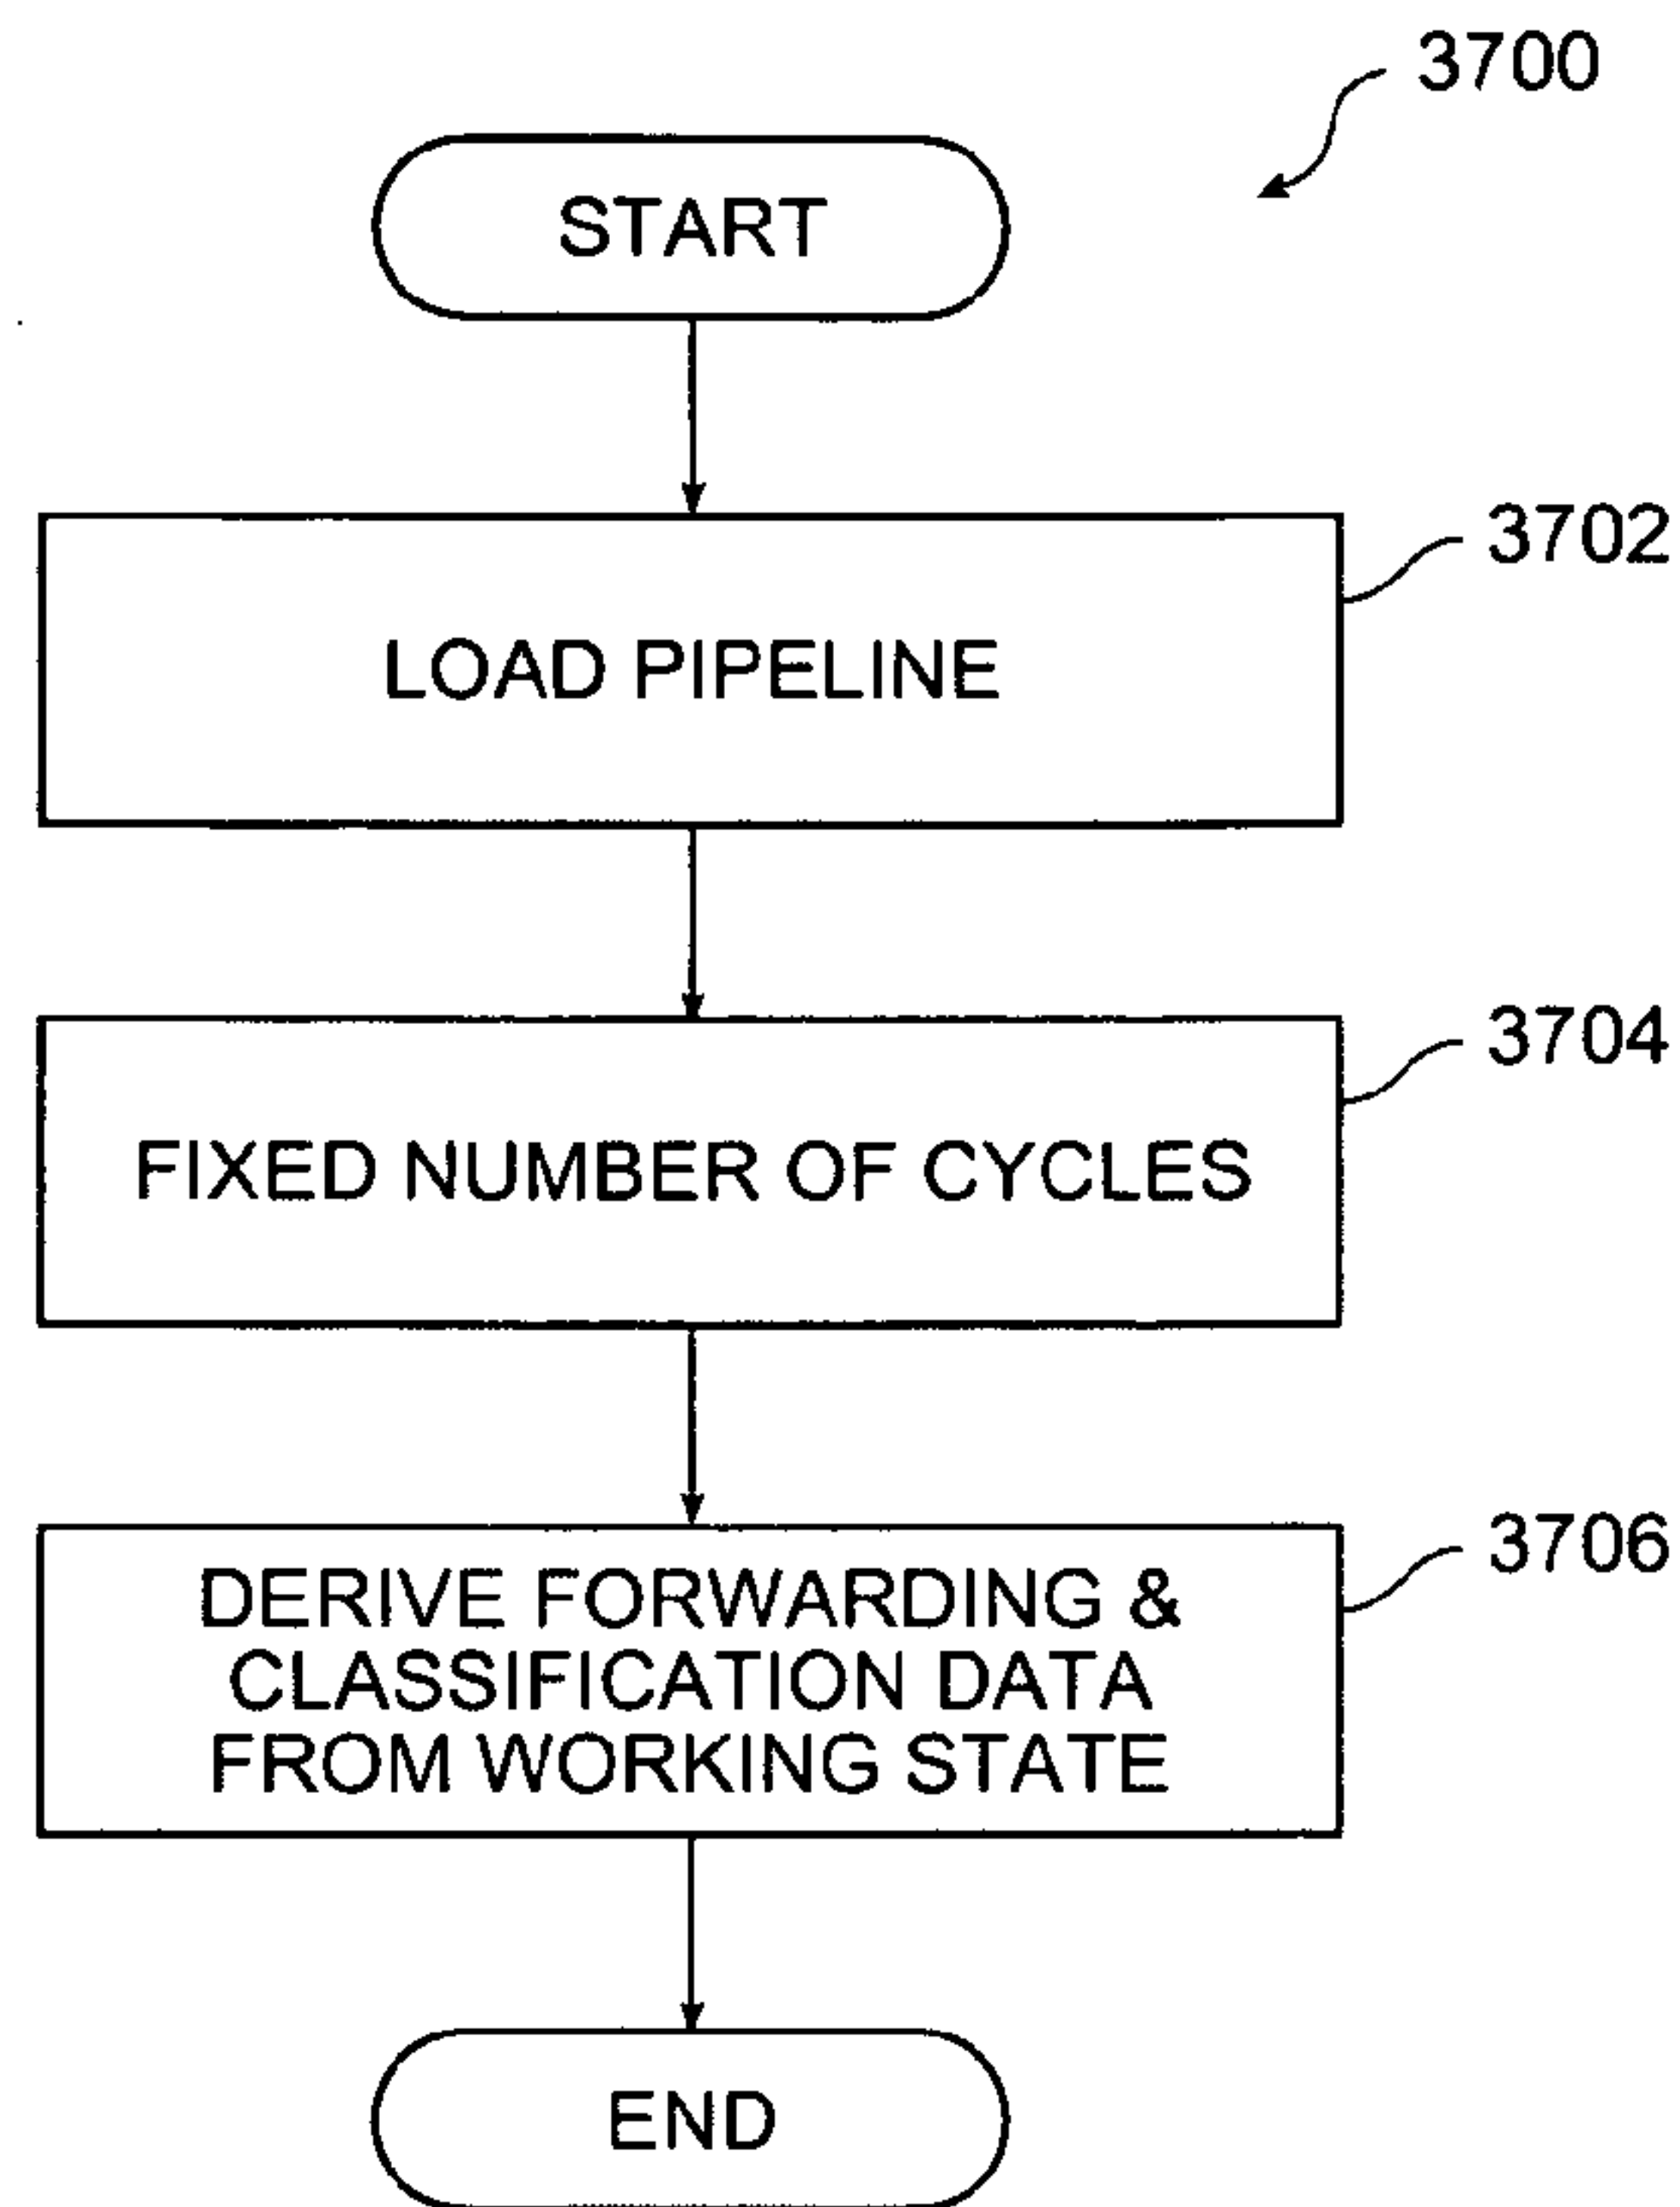 3700
START
3702
LOAD PIPELINE
3704
FIXED NUMBER OF CYCLES
3706
DERIVE FORWARDING &
CLASSIFICATION DATA
FROM WORKING STATE
END